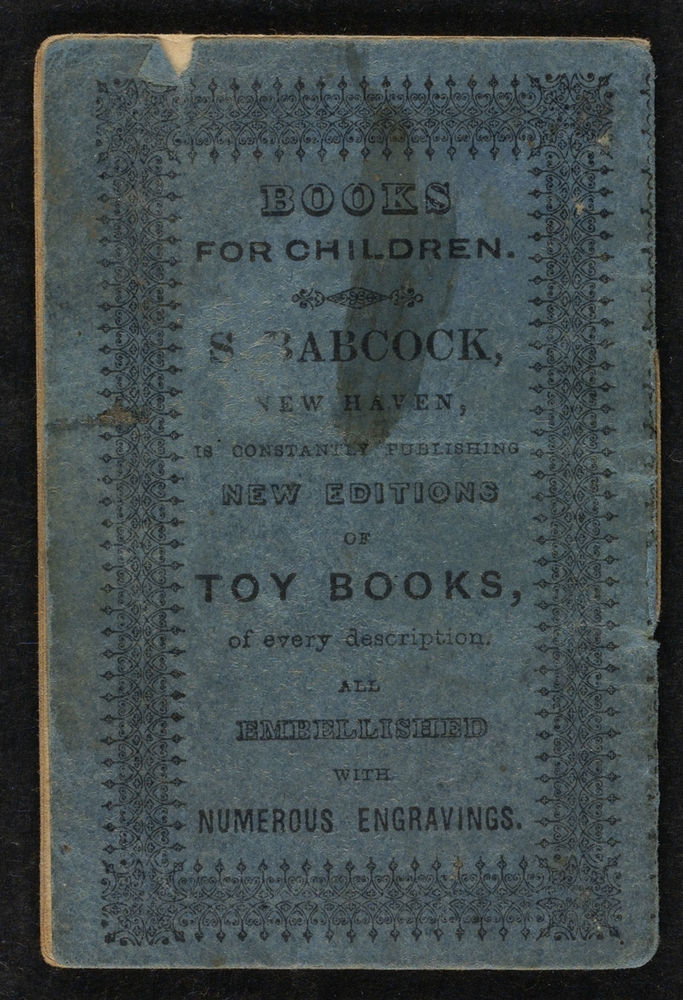 BOOKS
FOR CHILDREN.
S. BABCOCK,
NEW HAVEN,
IS CONSTANTLY PUBLISHING
NEW EDITIONS
OF
TOY BOOKS,
of every description.
ALL
EMBELLISHED
WITH
NUMEROUS ENGRAVINGS.